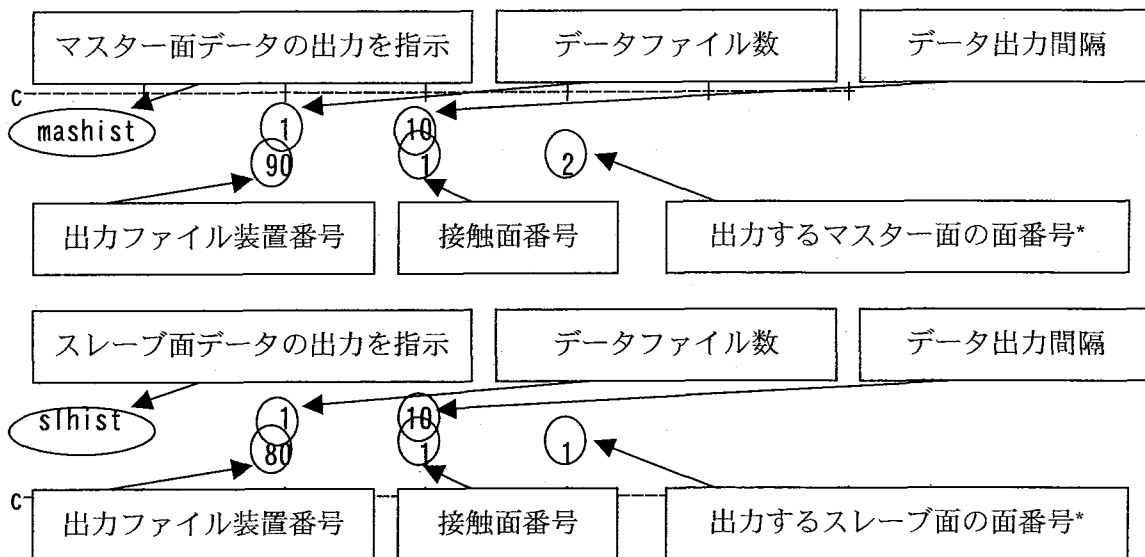 マスター面データの出力を指示 データファイル数 データ出力間隔
c
mashist 1 10
90 1 2
出力ファイル装置番号 接触面番号 出力するマスター面の面番号*
スレーブ面データの出力を指示 データファイル数 データ出力間隔
slhist 1 10
80 1 1
c
出力ファイル装置番号 接触面番号 出力するスレーブ面の面番号*